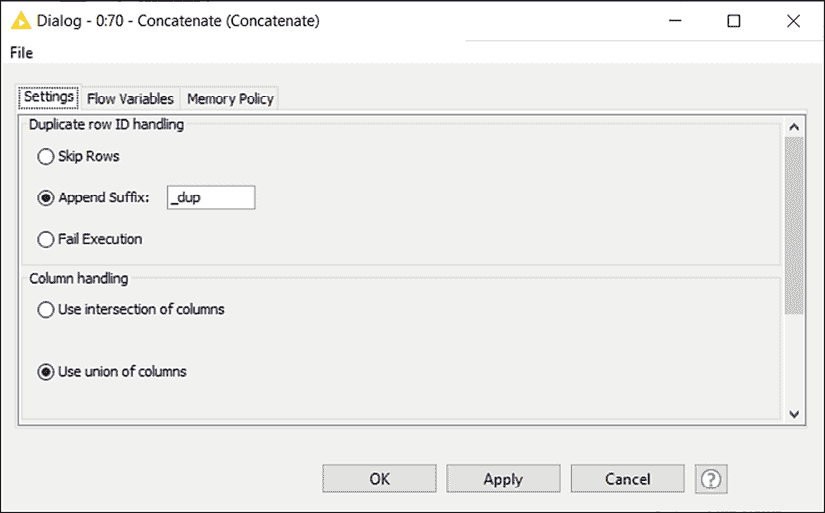 Dialog - 0:70 - Concatenate (Concatenate)
File
Settings Flow Variables Memory Policy
Duplicate row ID handling
Skip Rows
Append Suffix: _dup
Fail Execution
Column handling
Use intersection of columns
Use union of columns
OK Apply Cancel ?